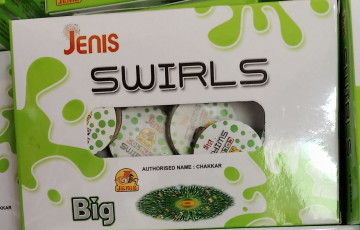 JENIS
SWIRLS
AUTHORISED NAME : CHAKKAR
Big